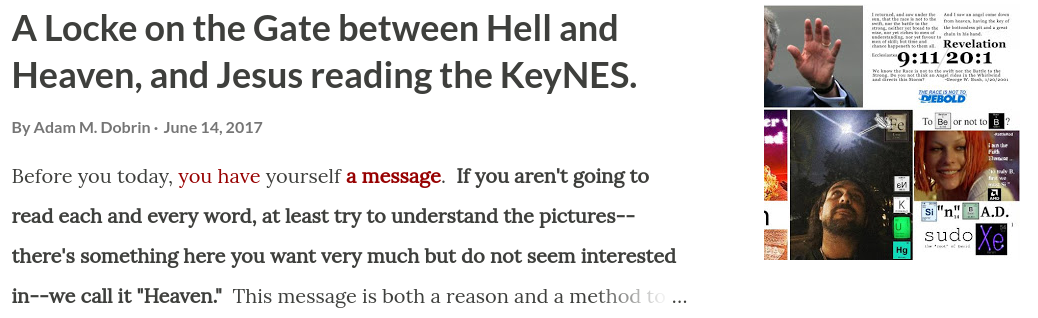 A Locke on the Gate between Hell and
Heaven, and Jesus reading the KeyNES.
By Adam M. Dobrin · June 14, 2017
Before you today, you have yourself a message. If you aren't going to
read each and every word, at least try to understand the pictures--
there's something here you want very much but do not seem interested
in--we call it "Heaven." This message is both a reason and a method to ...
I returned, and saw under the
sun, that the race is not to the
swift, nor the battle to the
strong, neither yet bread to the
wise, nor yet riches to men of
understanding, nor yet favour to
men of skill; but time and
chance happeneth to them all.
Ecclesiastes
And I saw an angel come down
from heaven, having the key of
the bottomless pit and a great
chain in his hand.
Revelation
9:11/20:1
We know the Race is not to the swift nor the Battle to the
Strong. Do you not think an Angel rides in the Whirlwind
and directs this Storm?
-George W. Bush, 1/20/2001
THE RACE IS NOT TO
DIEBOLD
To Be or not to B ?
Fe
K
U
Hg
I am the
Faith
AMD
Si "n" B A.D.
sudo Xe